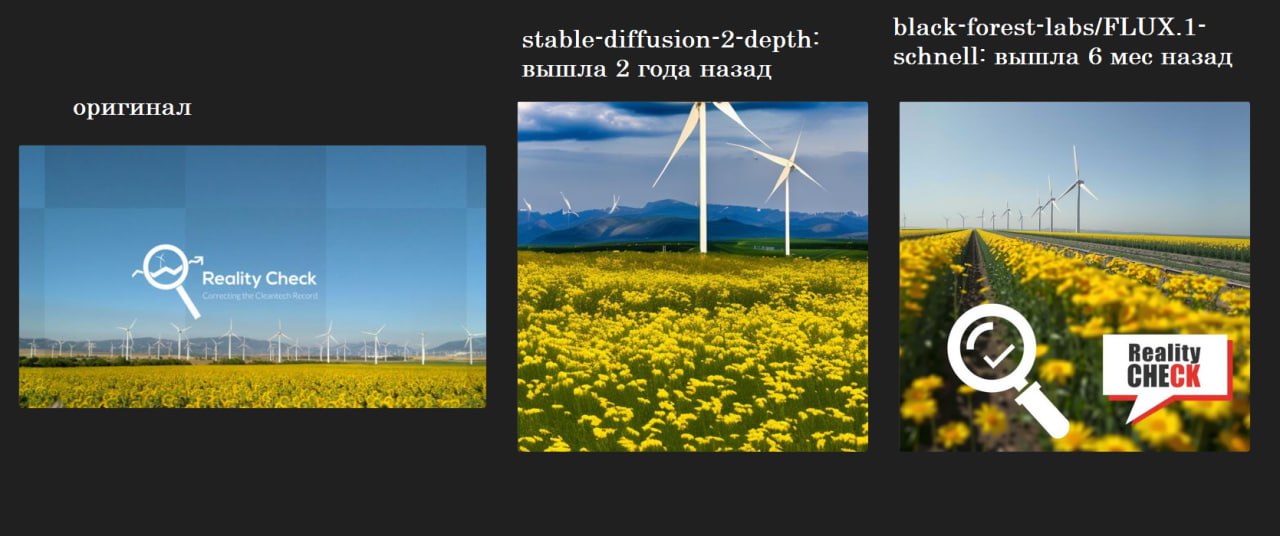 оригинал
Reality Check
Correcting the Cleantech Record
stable-diffusion-2-depth:
вышла 2 года назад
black-forest-labs/FLUX.1-
schnell: вышла 6 мес назад
Reality
CHECK